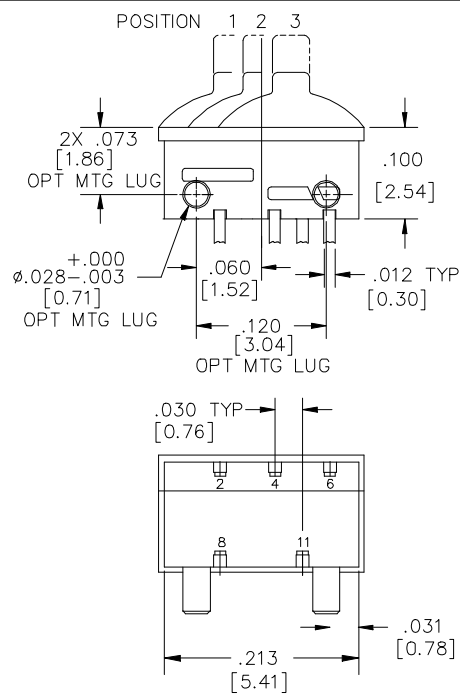 POSITION 1 2 3
2X .073
[1.86]
OPT MTG LUG
.100
[2.54]
+.000
ø.028-.003
[0.71]
OPT MTG LUG
.060
[1.52]
.012 TYP
[0.30]
.120
[3.04]
OPT MTG LUG
.030 TYP
[0.76]
2 4 6
8 11
.031
[0.78]
.213
[5.41]